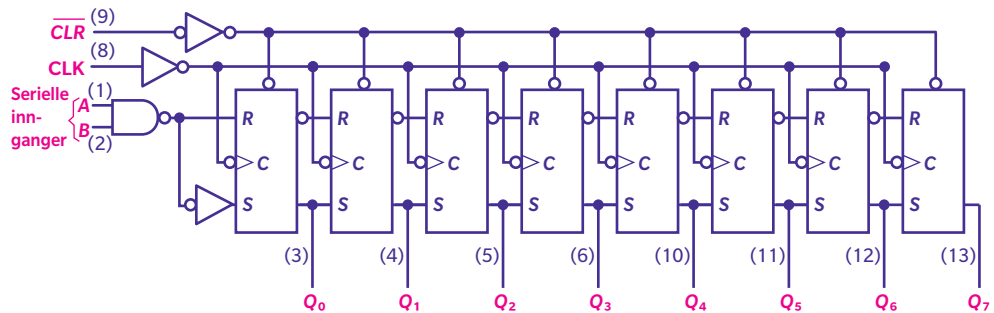 CLR (9)
CLK (8)
Serielle inn- ganger
A (1)
B (2)
R R R R R R R R
C C C C C C C C
S S S S S S S S
(3) (4) (5) (6) (10) (11) (12) (13)
Q0 Q1 Q2 Q3 Q4 Q5 Q6 Q7